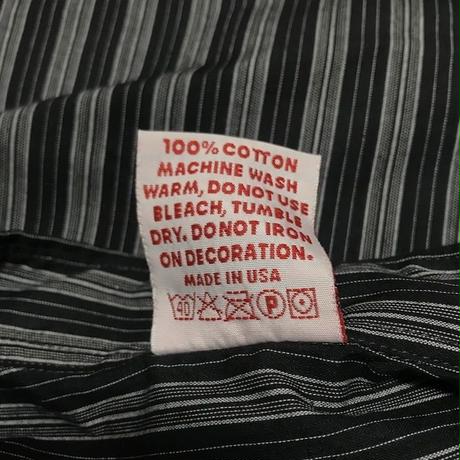 100% COTTON
MACHINE WASH
WARM, DO NOT USE
BLEACH, TUMBLE
DRY. DO NOT IRON
ON DECORATION.
MADE IN USA
40 P